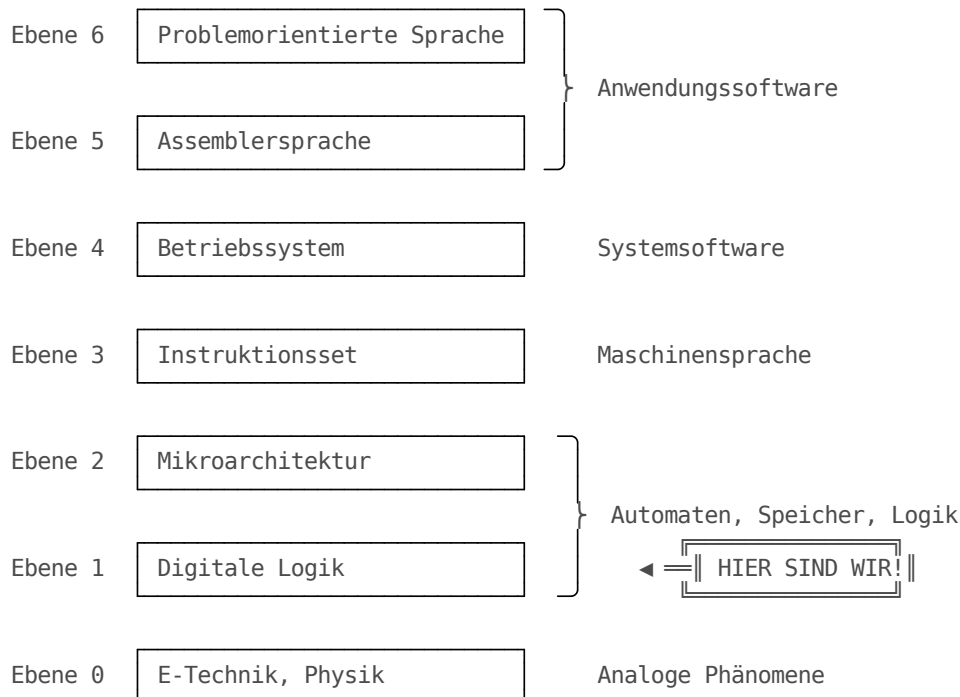 Ebene 6 Problemorientierte Sprache
Anwendungssoftware
Ebene 5 Assemblersprache
Ebene 4 Betriebssystem Systemsoftware
Ebene 3 Instruktionsset Maschinensprache
Ebene 2 Mikroarchitektur
Automaten, Speicher, Logik
Ebene 1 Digitale Logik HIER SIND WIR!
Ebene 0 E-Technik, Physik Analoge Phänomene